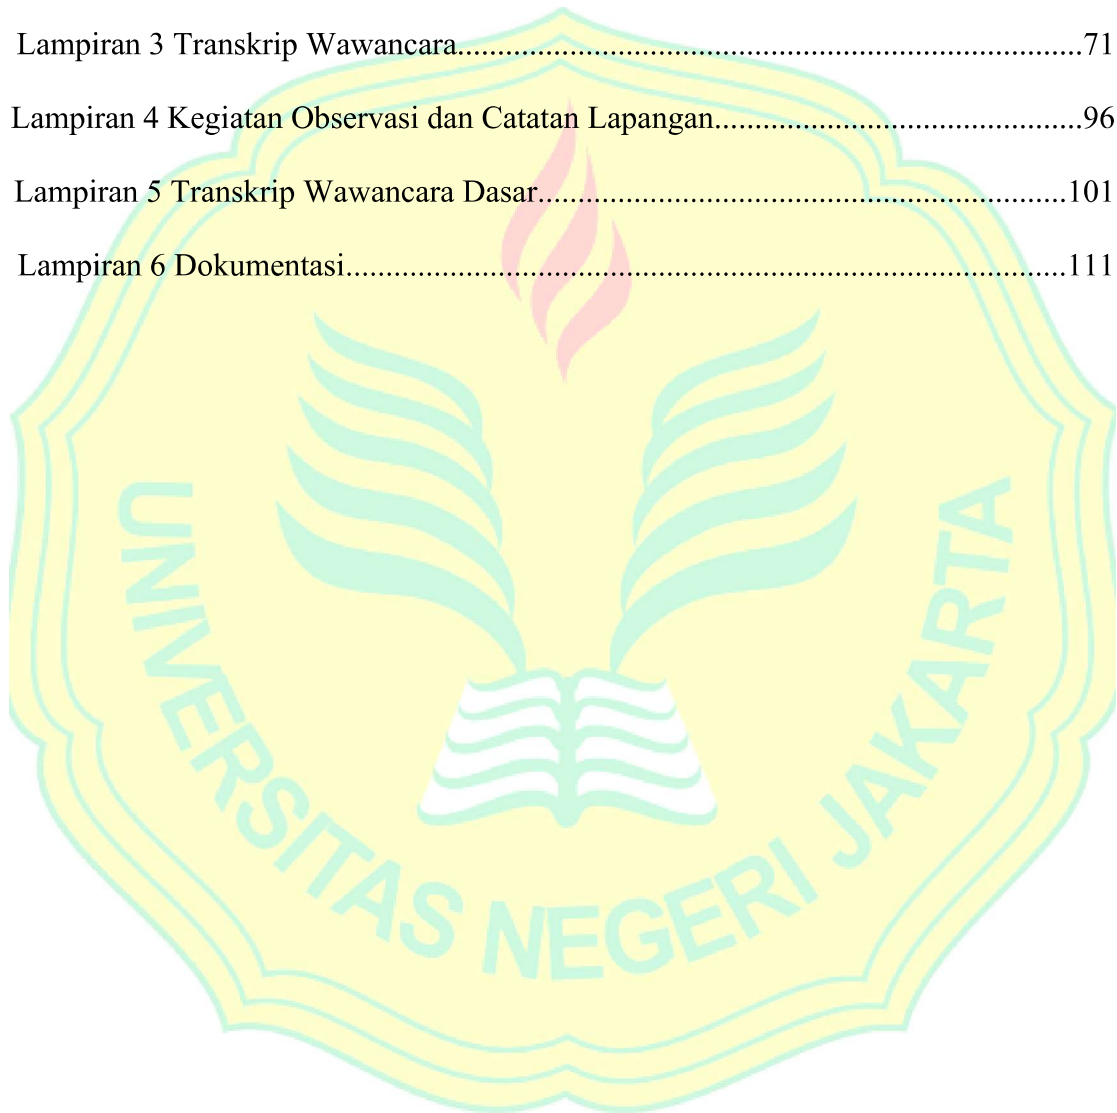 Lampiran 3 Transkrip Wawancara..............................................................................71
Lampiran 4 Kegiatan Observasi dan Catatan Lapangan..............................................96
Lampiran 5 Transkrip Wawancara Dasar..................................................................101
Lampiran 6 Dokumentasi..........................................................................................111
UNIVERSITAS NEGERI JAKARTA